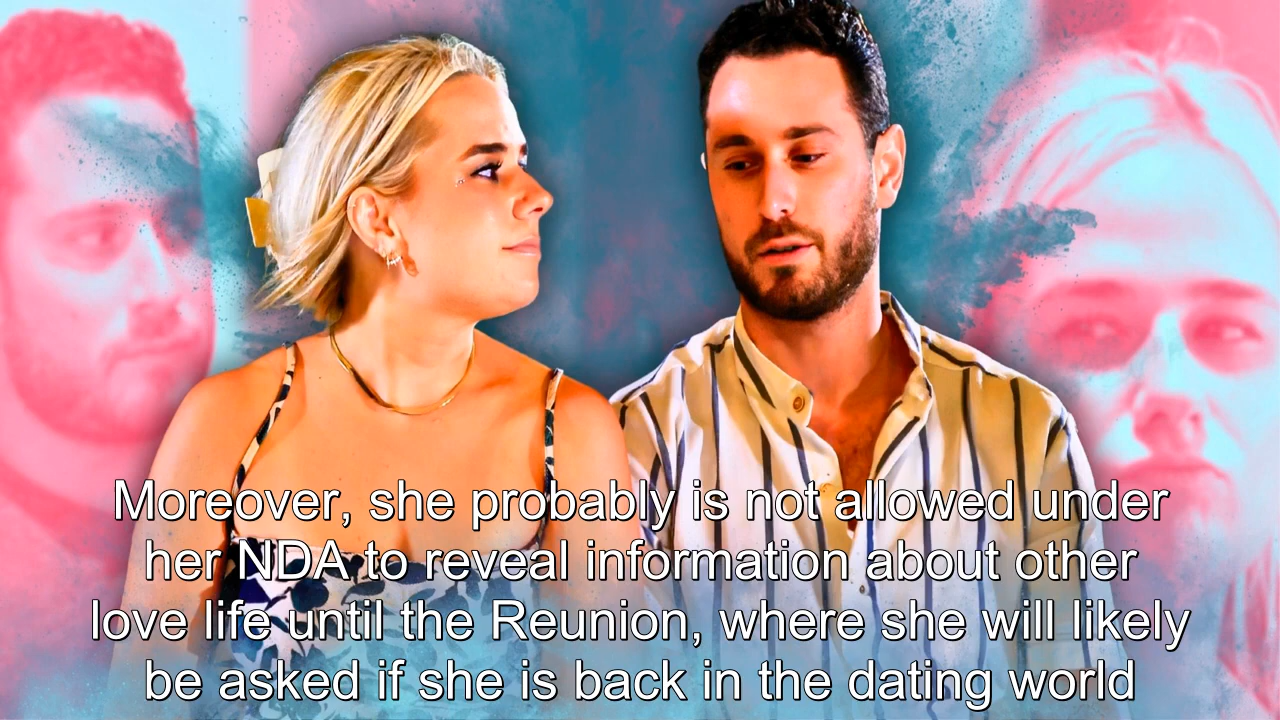 Moreover, she probably is not allowed under
her NDA to reveal information about other
love life until the Reunion, where she will likely
be asked if she is back in the dating world